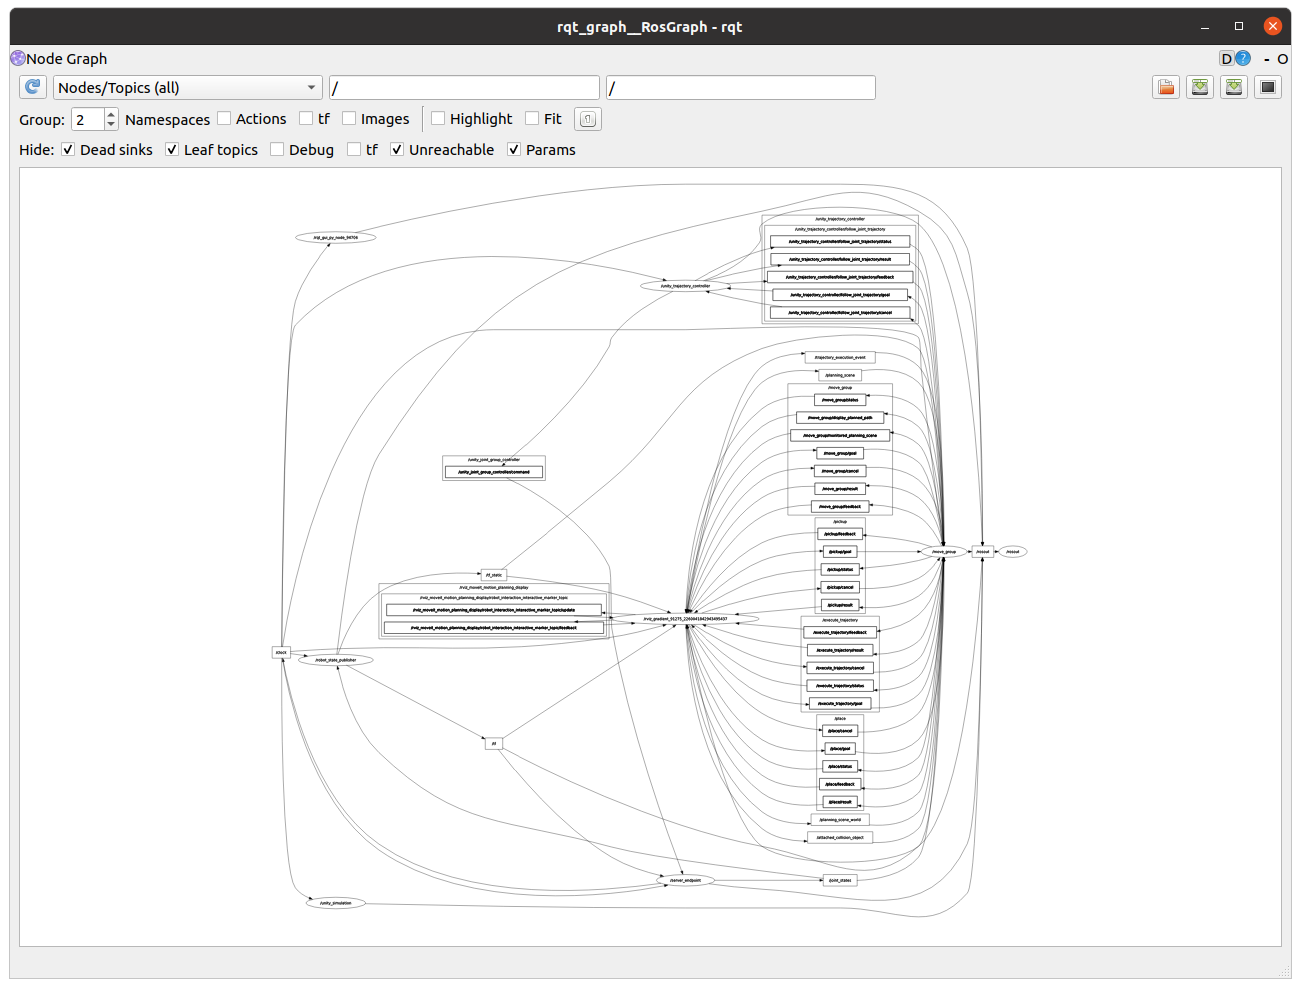 rqt_graph__RosGraph - rqt
Node Graph
D ? - O
Nodes/Topics (all) / /
Group: 2 Namespaces Actions tf Images Highlight Fit
Hide: Dead sinks Leaf topics Debug tf Unreachable Params
/unity_trajectory_controller
/unity_trajectory_controller/follow_joint_trajectory
/unity_trajectory_controller/follow_joint_trajectory/status
/unity_trajectory_controller/follow_joint_trajectory/result
/unity_trajectory_controller/follow_joint_trajectory/feedback
/unity_trajectory_controller/follow_joint_trajectory/goal
/unity_trajectory_controller/follow_joint_trajectory/cancel
/unity_trajectory_controller
/trajectory_execution_event
/planning_scene
/move_group
/move_group/status
/move_group/display_planned_path
/move_group/monitored_planning_scene
/move_group/goal
/move_group/cancel
/move_group/result
/move_group/feedback
/unity_joint_group_controller
/unity_joint_group_controller/command
/pickup
/pickup/feedback
/pickup/goal
/pickup/status
/pickup/cancel
/pickup/result
/move_group
/rosout
/rosout
/tf_static
/rviz_moveit_motion_planning_display
/rviz_moveit_motion_planning_display/robot_interaction_interactive_marker_topic
/rviz_moveit_motion_planning_display/robot_interaction_interactive_marker_topic/update
/rviz_moveit_motion_planning_display/robot_interaction_interactive_marker_topic/feedback
/execute_trajectory
/execute_trajectory/feedback
/execute_trajectory/result
/execute_trajectory/cancel
/execute_trajectory/status
/execute_trajectory/goal
/clock
/robot_state_publisher
/tf
/place
/place/cancel
/place/goal
/place/status
/place/feedback
/place/result
/planning_scene_world
/attached_collision_object
/server_endpoint
/joint_states
/unity_simulation